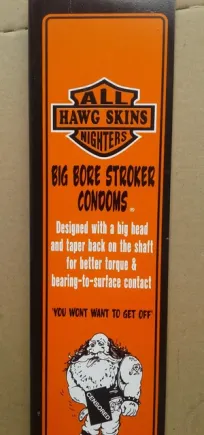 ALL
HAWG SKINS
NIGHTERS
BIG BORE STROKER
CONDOMS
Designed with a big head
and taper back on the shaft
for better torque &
bearing-to-surface contact
'YOU WONT WANT TO GET OFF'
CENSORED